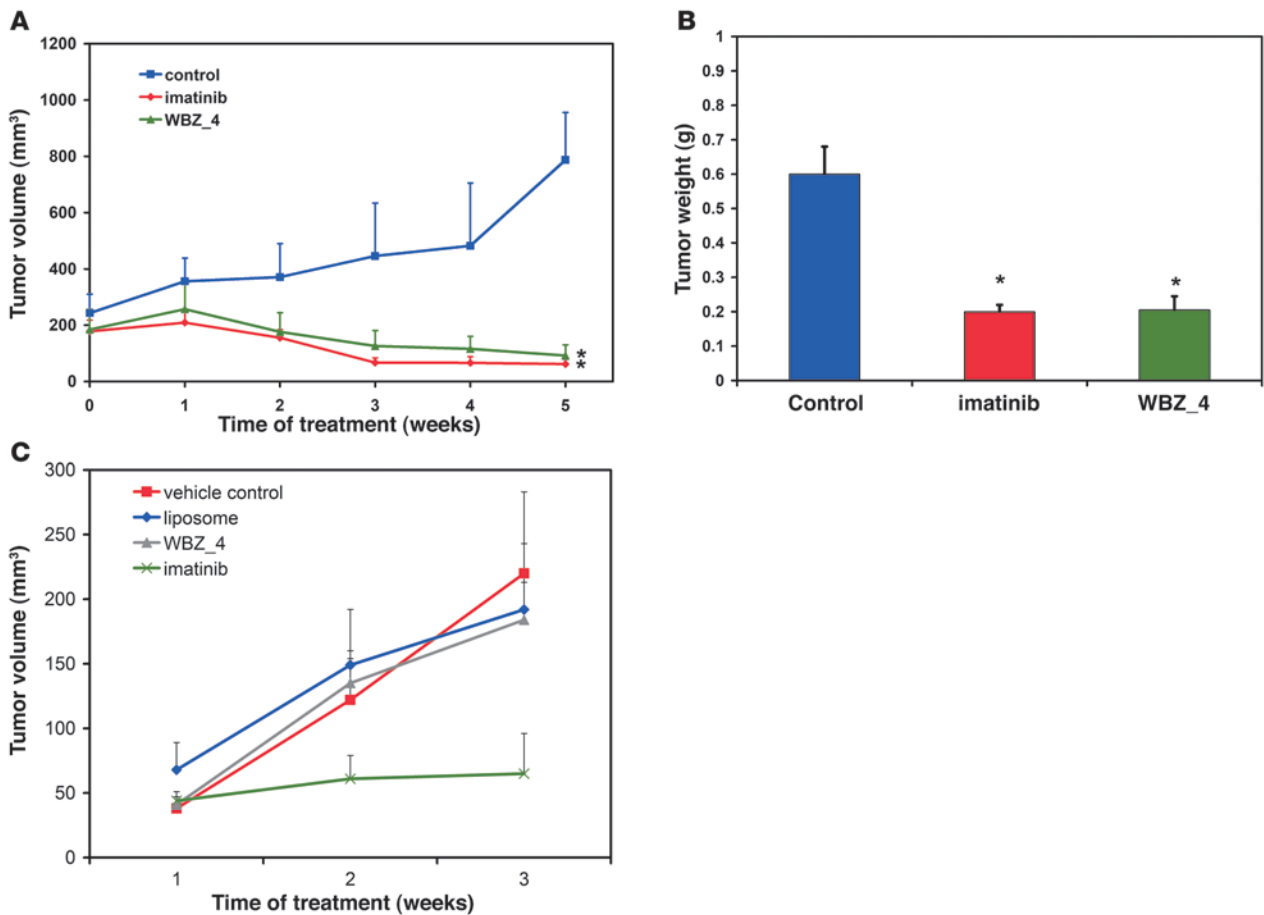 A
1200
1000
800
600
400
200
0
Tumor volume (mm³)
control
imatinib
WBZ_4
*
*
0 1 2 3 4 5
Time of treatment (weeks)
B
1
0.9
0.8
0.7
0.6
0.5
0.4
0.3
0.2
0.1
0
Tumor weight (g)
* *
Control imatinib WBZ_4
C
300
250
200
150
100
50
0
Tumor volume (mm³)
vehicle control
liposome
WBZ_4
imatinib
1 2 3
Time of treatment (weeks)